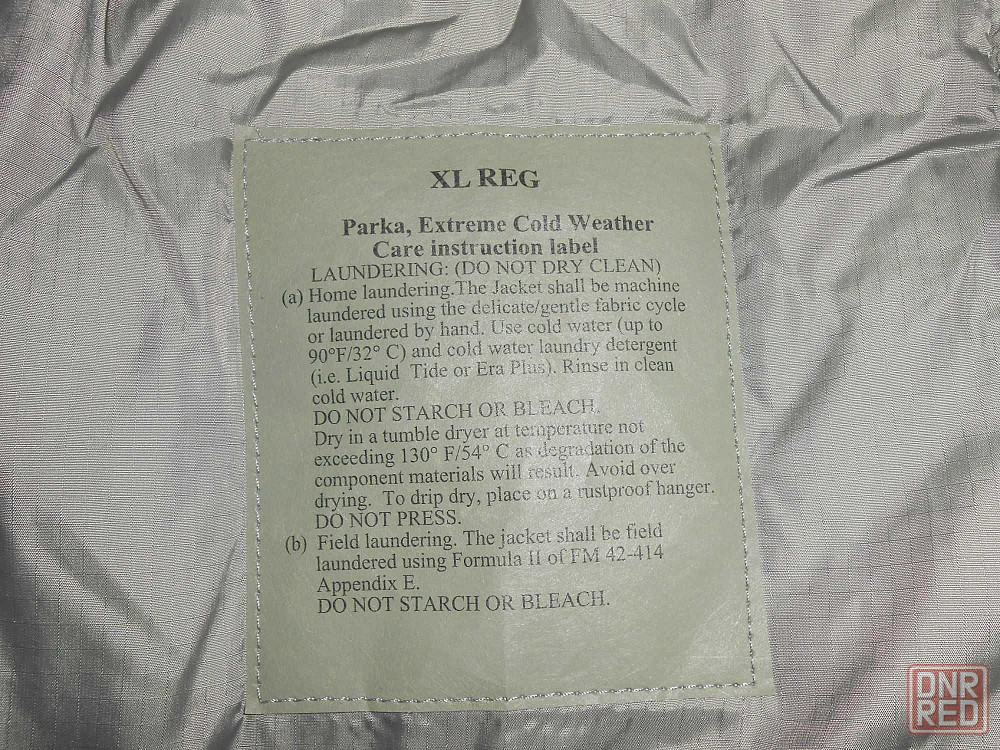 XL REG
Parka, Extreme Cold Weather
Care instruction label
LAUNDERING: (DO NOT DRY CLEAN)
(a) Home laundering.The Jacket shall be machine
laundered using the delicate/gentle fabric cycle
or laundered by hand. Use cold water (up to
90°F/32° C) and cold water laundry detergent
(i.e. Liquid  Tide or Era Plus). Rinse in clean
cold water.
DO NOT STARCH OR BLEACH.
Dry in a tumble dryer at temperature not
exceeding 130° F/54° C as degradation of the
component materials will result. Avoid over
drying.  To drip dry, place on a rustproof hanger.
DO NOT PRESS.
(b)  Field laundering. The jacket shall be field
laundered using Formula II of FM 42-414
Appendix E.
DO NOT STARCH OR BLEACH.
DNR
RED